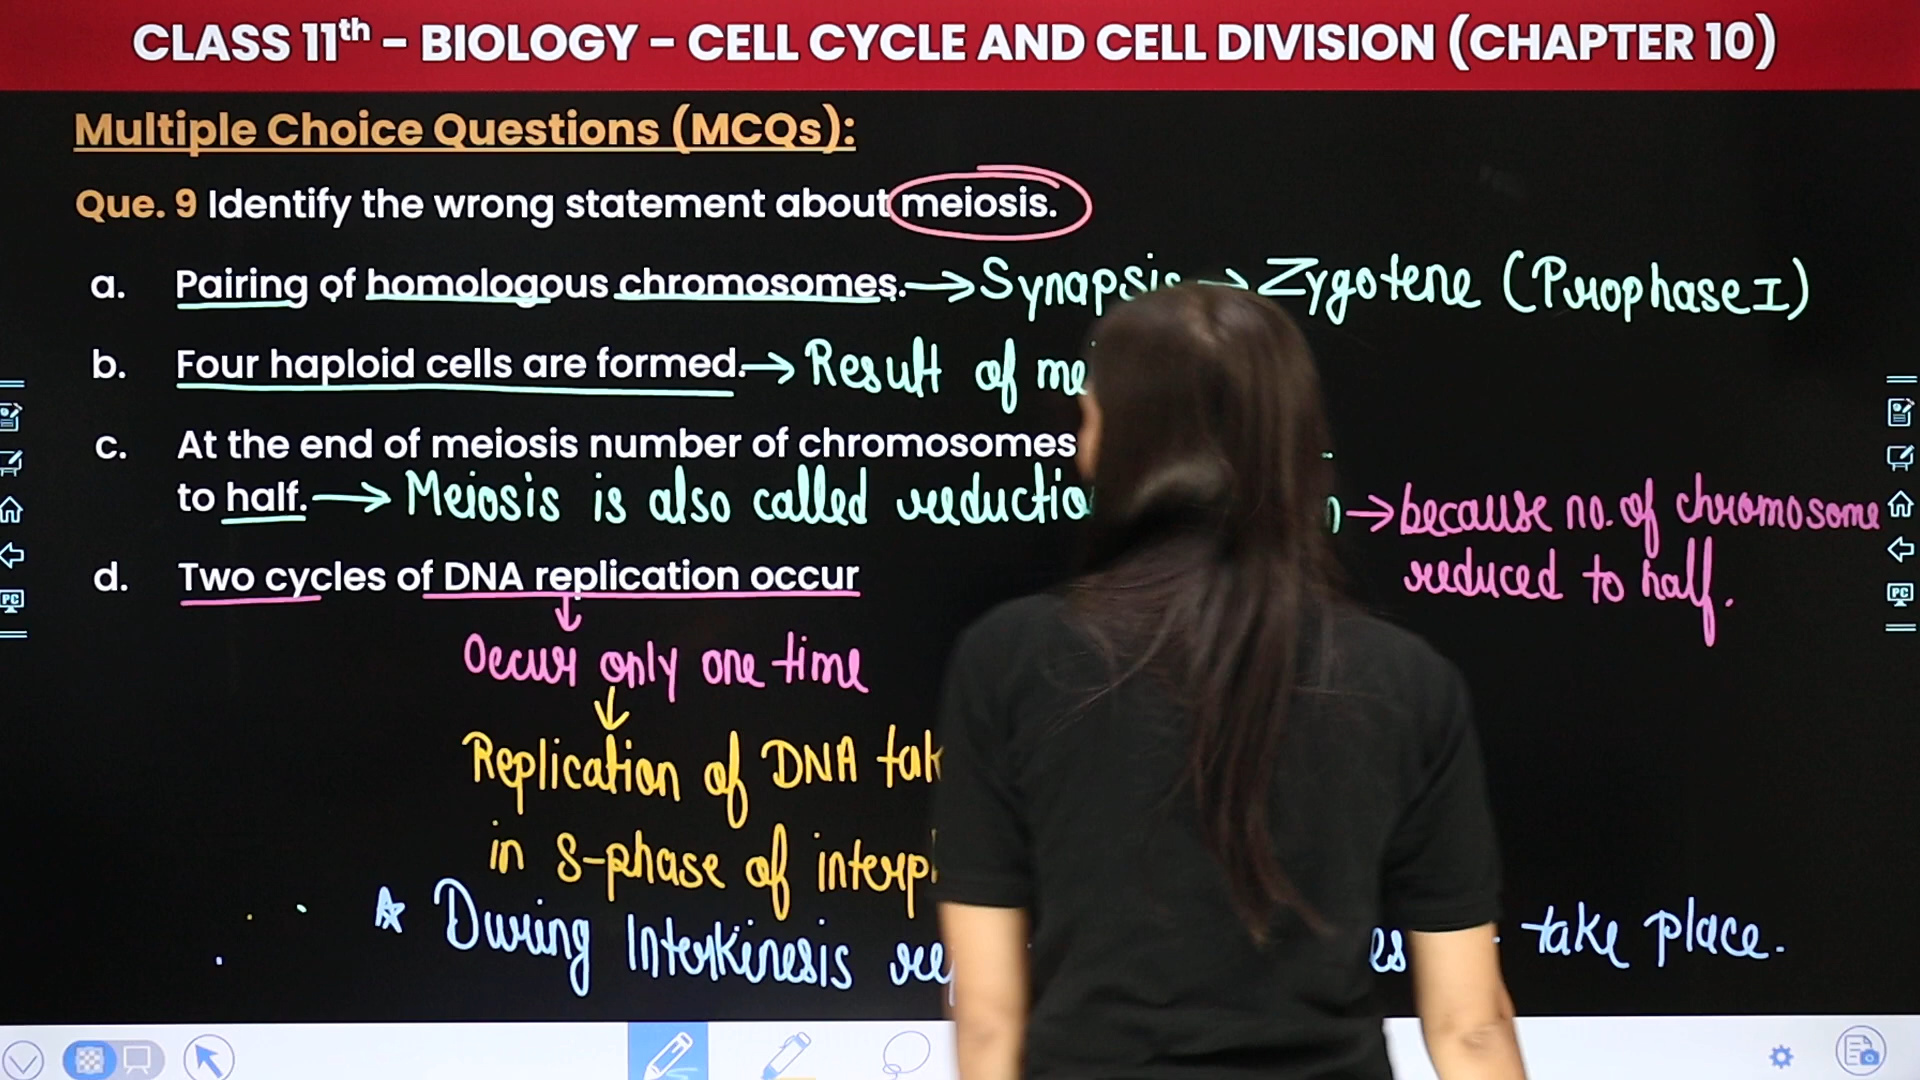 CLASS 11th - BIOLOGY - CELL CYCLE AND CELL DIVISION (CHAPTER 10)
Multiple Choice Questions (MCQs):
Que. 9 Identify the wrong statement about meiosis.
a. Pairing of homologous chromosomes. → Synapsis → Zygotene (Prophase I)
b. Four haploid cells are formed. → Result of
c. At the end of meiosis number of chromosomes
to half. → Meiosis is also called → because no. of chromosome
reduced to half.
d. Two cycles of DNA replication occur
↓
Occur only one time
↓
Replication of DNA
in S-phase of
☆ During Interkinesis take place.
PC
PC